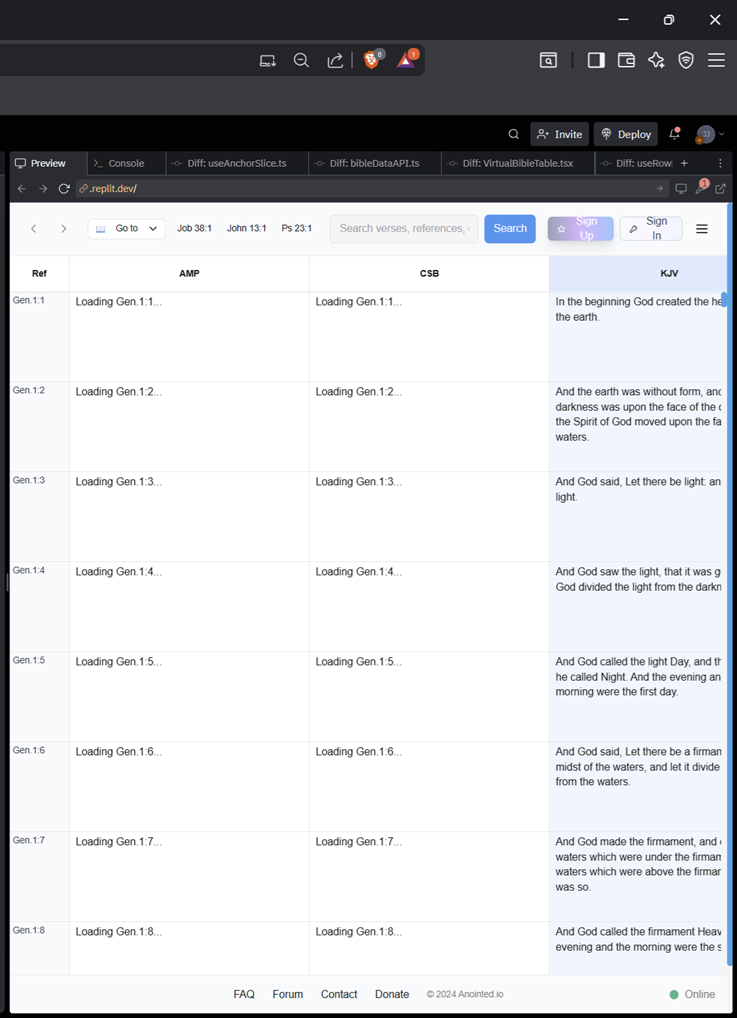 8
1
Invite
Deploy
JJ
Preview
Console
Diff: useAnchorSlice.ts
Diff: bibleDataAPI.ts
Diff: VirtualBibleTable.tsx
Diff: useRow
.replit.dev/
1
Go to
Job 38:1
John 13:1
Ps 23:1
Search verses, references,
Search
Sign
Up
Sign
In
Ref
AMP
CSB
KJV
Gen.1:1
Loading Gen.1:1...
Loading Gen.1:1...
In the beginning God created the he
the earth.
Gen.1:2
Loading Gen.1:2...
Loading Gen.1:2...
And the earth was without form, and
darkness was upon the face of the
the Spirit of God moved upon the fa
waters.
Gen.1:3
Loading Gen.1:3...
Loading Gen.1:3...
And God said, Let there be light: an
light.
Gen.1:4
Loading Gen.1:4...
Loading Gen.1:4...
And God saw the light, that it was g
God divided the light from the darkn
Gen.1:5
Loading Gen.1:5...
Loading Gen.1:5...
And God called the light Day, and th
he called Night. And the evening an
morning were the first day.
Gen.1:6
Loading Gen.1:6...
Loading Gen.1:6...
And God said, Let there be a firmam
midst of the waters, and let it divide
from the waters.
Gen.1:7
Loading Gen.1:7...
Loading Gen.1:7...
And God made the firmament, and
waters which were under the firmam
waters which were above the firmam
was so.
Gen.1:8
Loading Gen.1:8...
Loading Gen.1:8...
And God called the firmament Heav
evening and the morning were the s
FAQ
Forum
Contact
Donate
© 2024 Anointed.io
Online